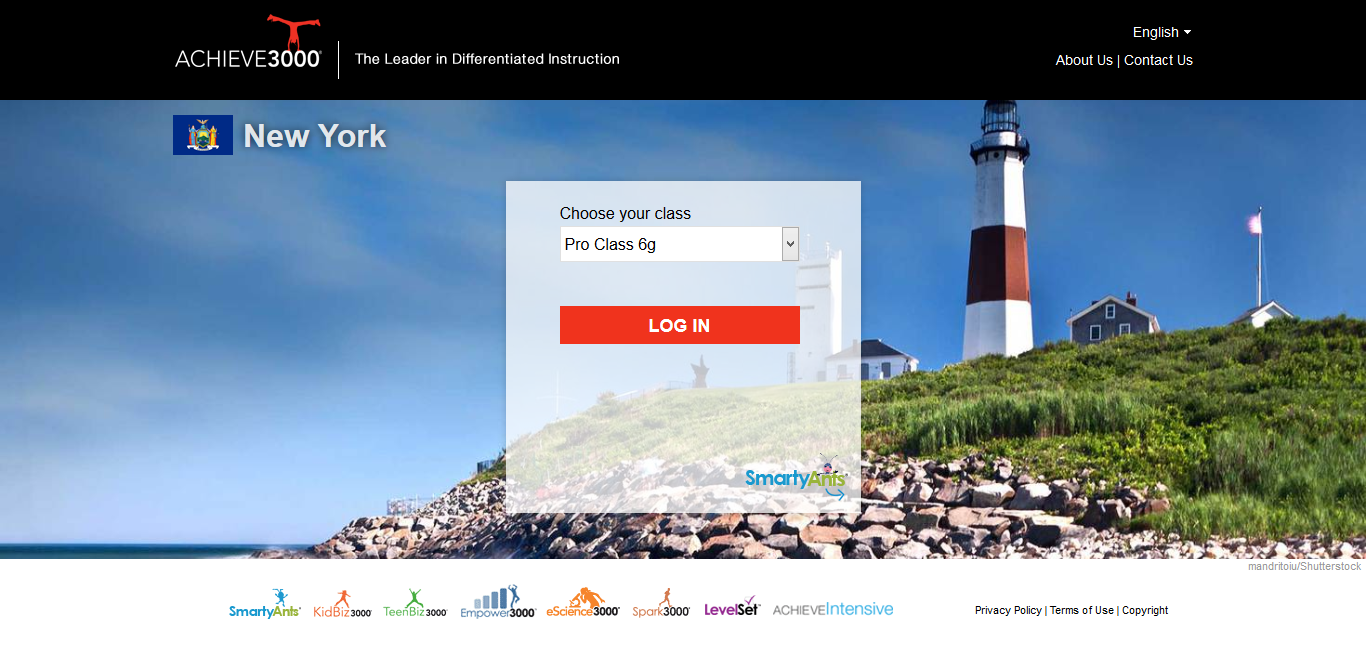 ACHIEVE3000®
The Leader in Differentiated Instruction
English
About Us | Contact Us
New York
Choose your class
Pro Class 6g
LOG IN
SmartyAnts
mandritoiu/Shutterstock
SmartyAnts KidBiz3000 TeenBiz3000 Empower3000 eScience3000 Spark3000 LevelSet ACHIEVEIntensive
Privacy Policy | Terms of Use | Copyright